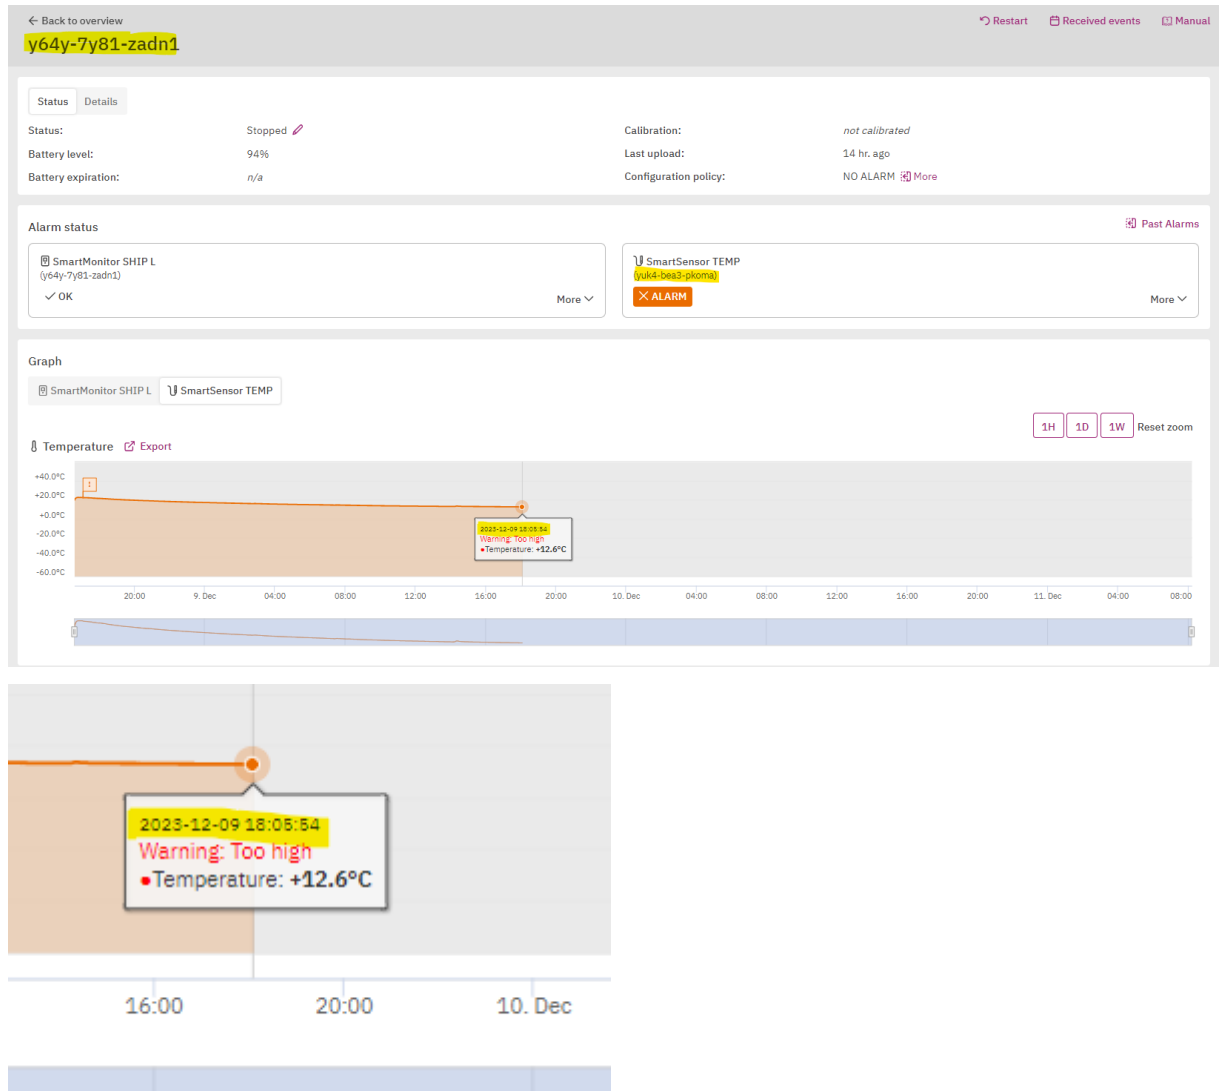 ← Back to overview
Restart Received events Manual
y64y-7y81-zadn1
Status Details
Status: Stopped Calibration: not calibrated
Battery level: 94% Last upload: 14 hr. ago
Battery expiration: n/a Configuration policy: NO ALARM More
Alarm status Past Alarms
SmartMonitor SHIP L
(y64y-7y81-zadn1)
OK More
SmartSensor TEMP
(yuk4-bea3-pkoma)
ALARM More
Graph
SmartMonitor SHIP L SmartSensor TEMP
1H 1D 1W Reset zoom
Temperature Export
+40.0°C
+20.0°C
+0.0°C
-20.0°C
-40.0°C
-60.0°C
2023-12-09 18:05:54
Warning: Too high
●Temperature: +12.6°C
20:00 9. Dec 04:00 08:00 12:00 16:00 20:00 10. Dec 04:00 08:00 12:00 16:00 20:00 11. Dec 04:00 08:00
2023-12-09 18:05:54
Warning: Too high
●Temperature: +12.6°C
16:00 20:00 10. Dec